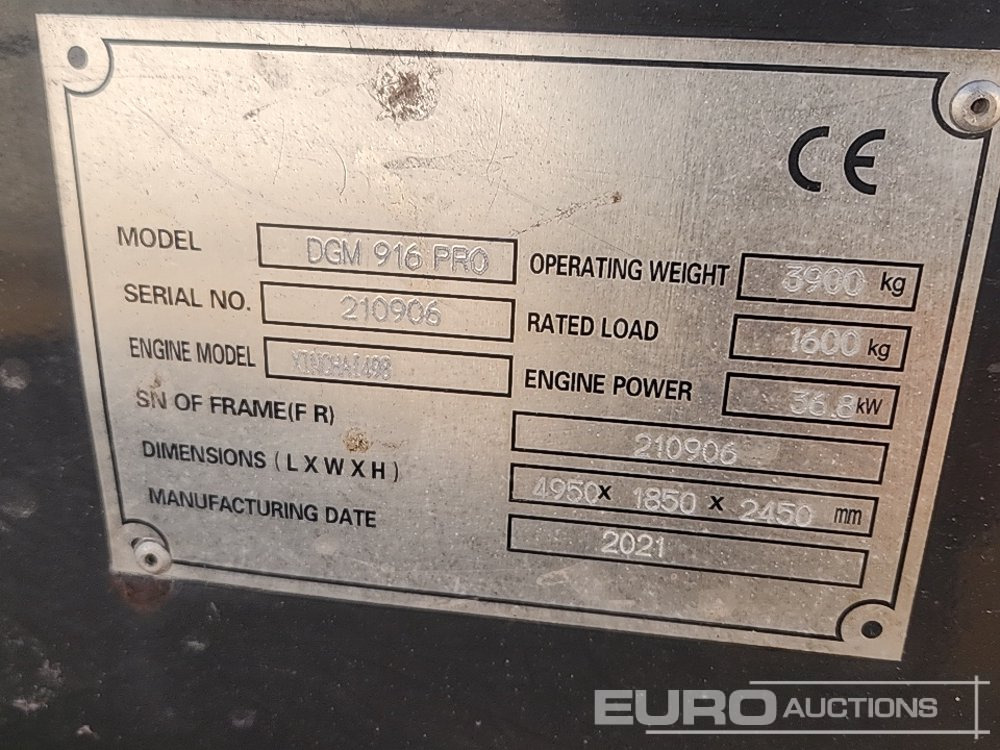 CE
MODEL DGM 916 PRO OPERATING WEIGHT 3900 kg
SERIAL NO. 210906 RATED LOAD 1600 kg
ENGINE MODEL ENGINE POWER 36.8 kW
SN OF FRAME(F R) 210906
DIMENSIONS (L X W X H) 4950 x 1850 x 2450 mm
MANUFACTURING DATE 2021
EURO AUCTIONS